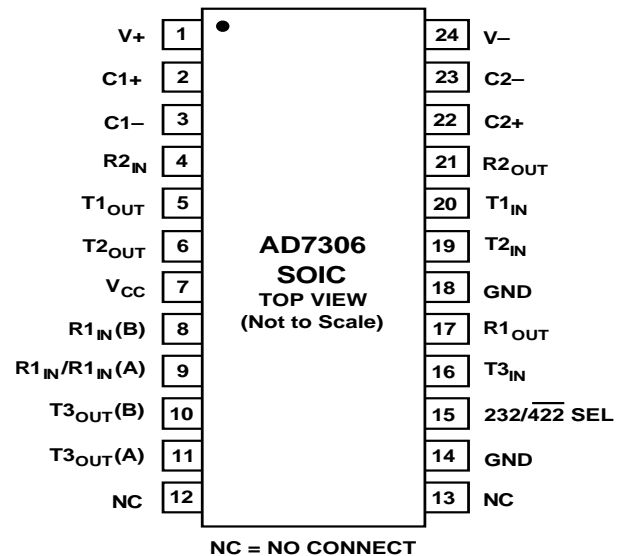 V+ 1 24 V–
C1+ 2 23 C2–
C1– 3 22 C2+
R2IN 4 21 R2OUT
T1OUT 5 20 T1IN
T2OUT 6 19 T2IN
VCC 7 18 GND
R1IN(B) 8 17 R1OUT
R1IN/R1IN(A) 9 16 T3IN
T3OUT(B) 10 15 232/4̅2̅2̅ SEL
T3OUT(A) 11 14 GND
NC 12 13 NC
AD7306
SOIC
TOP VIEW
(Not to Scale)
NC = NO CONNECT